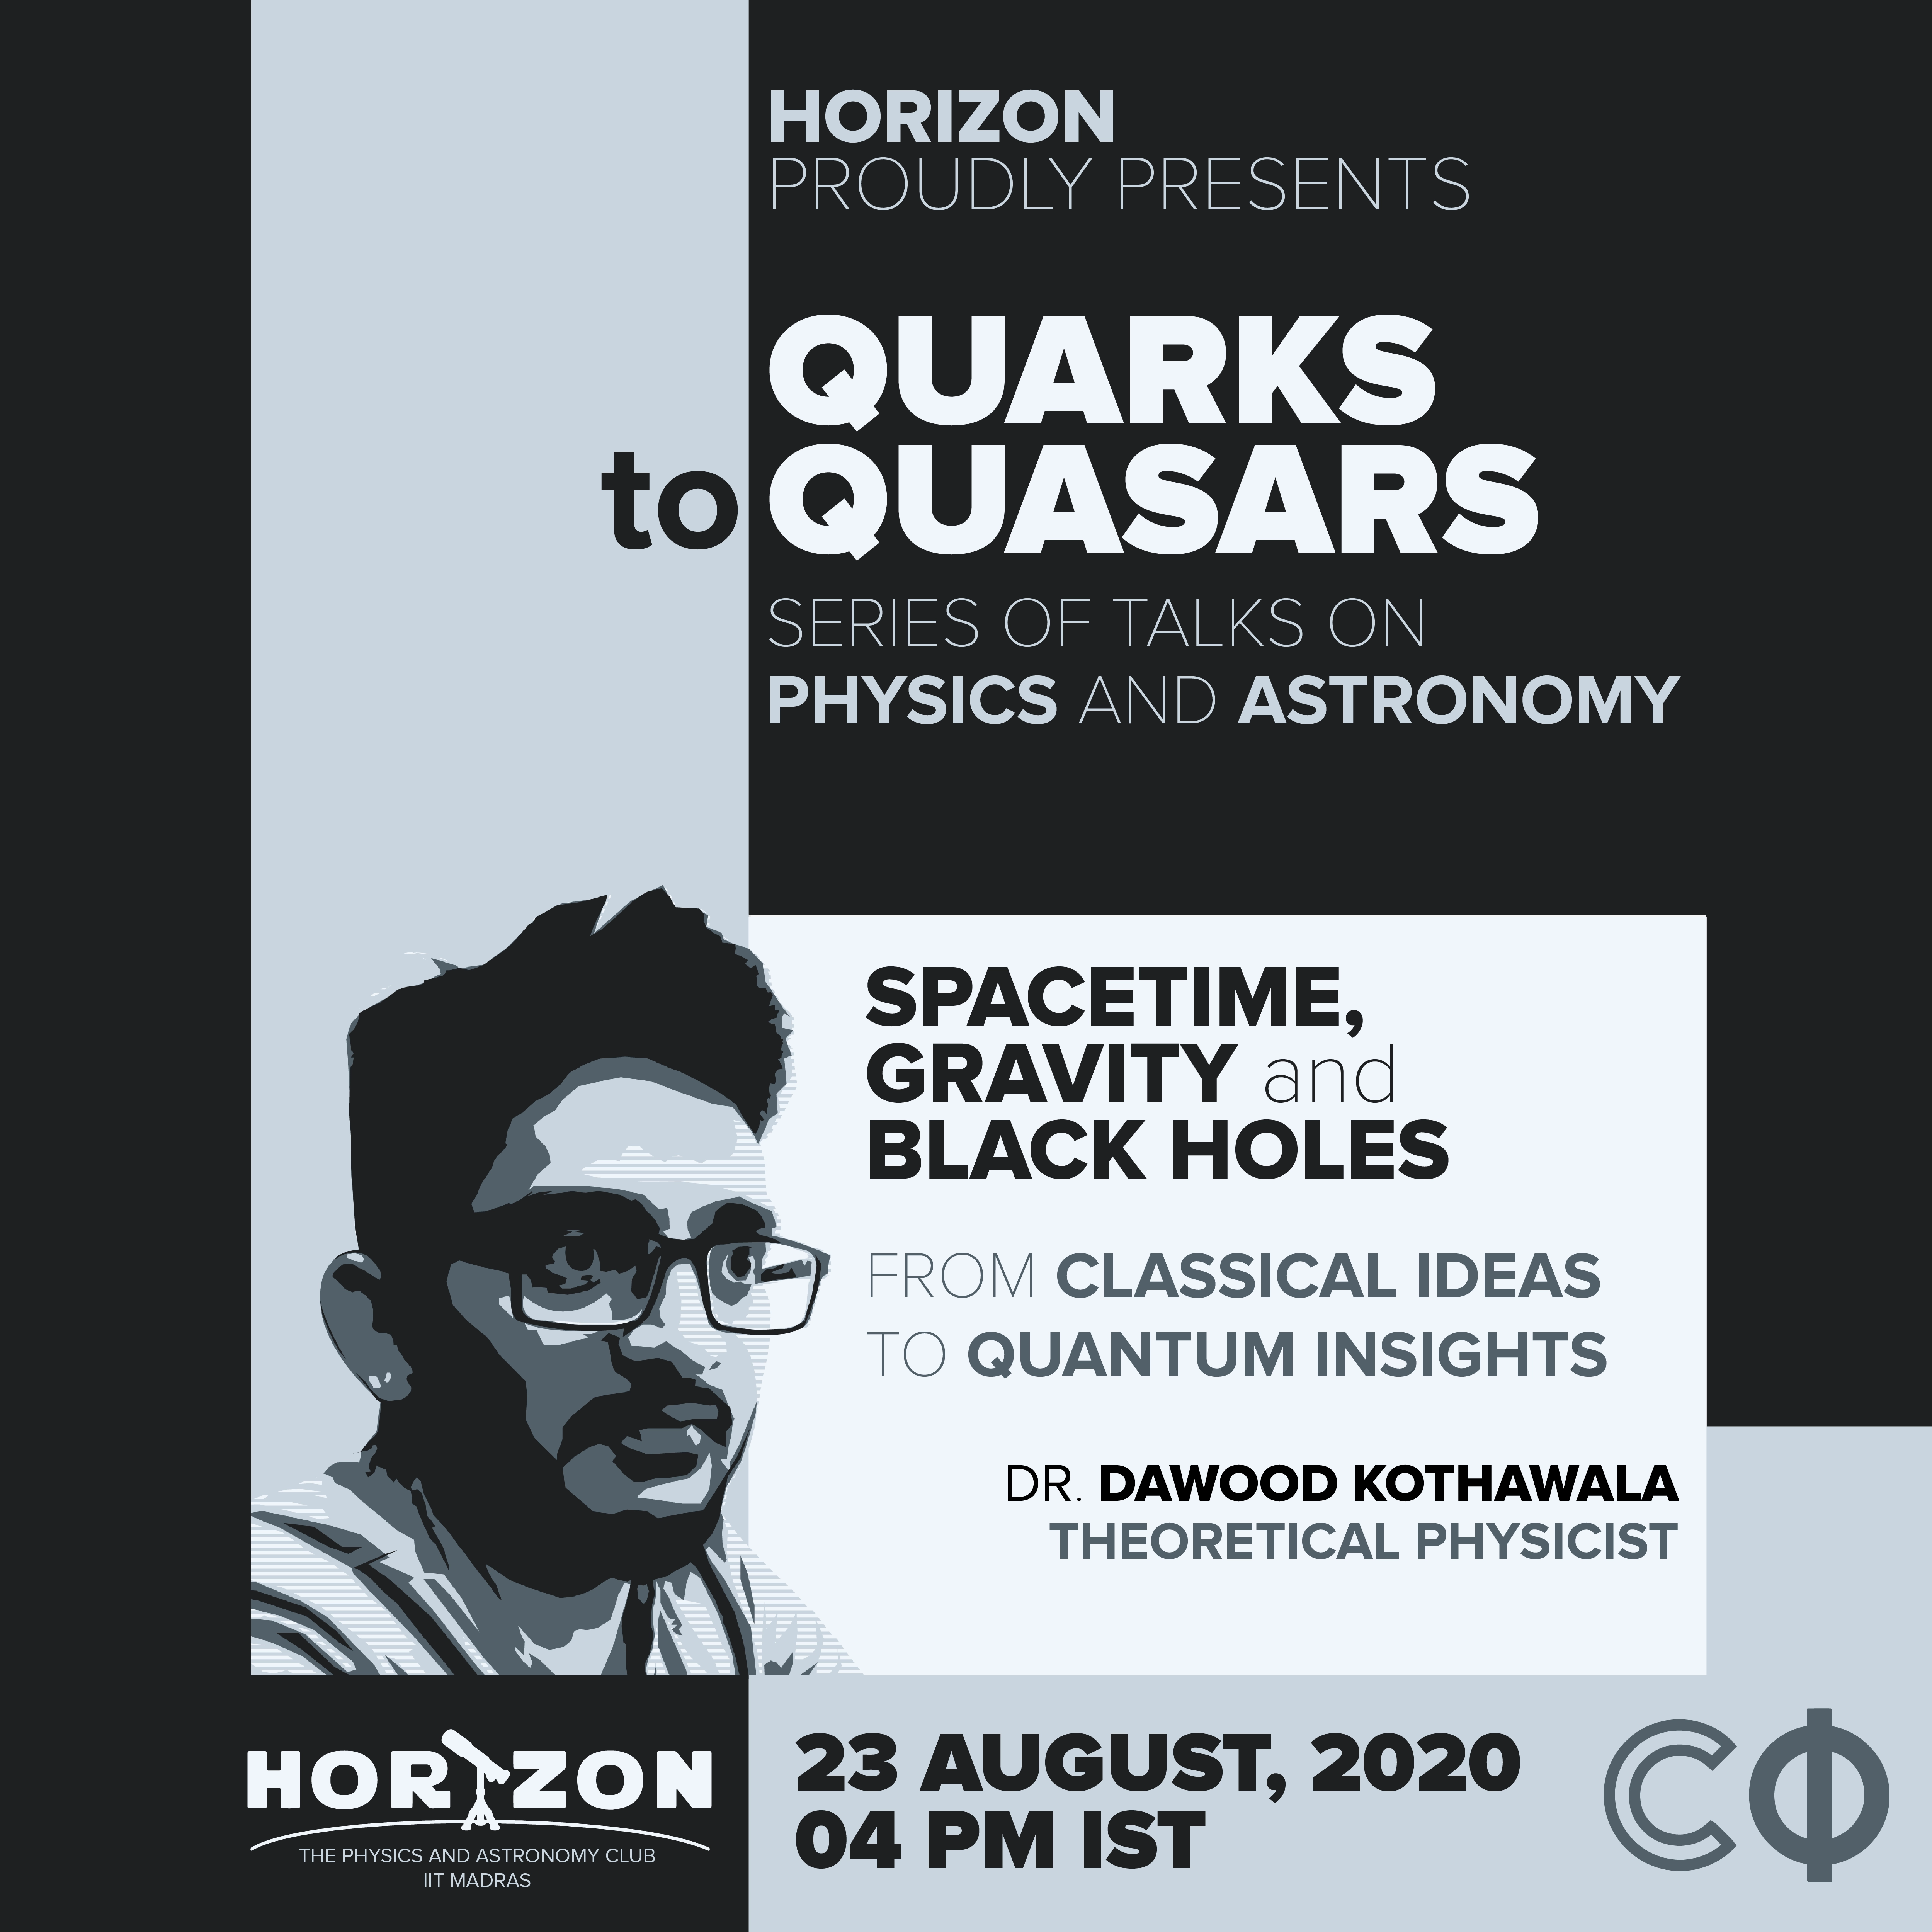 HORIZON
PROUDLY PRESENTS
QUARKS
to QUASARS
SERIES OF TALKS ON
PHYSICS AND ASTRONOMY
SPACETIME,
GRAVITY and
BLACK HOLES
FROM CLASSICAL IDEAS
TO QUANTUM INSIGHTS
DR. DAWOOD KOTHAWALA
THEORETICAL PHYSICIST
HORIZON
THE PHYSICS AND ASTRONOMY CLUB
IIT MADRAS
23 AUGUST, 2020
04 PM IST